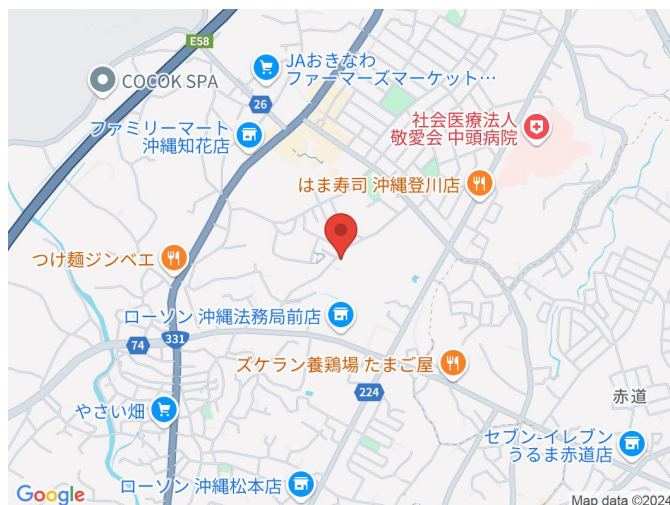 E58
COCOK SPA
JAおきなわ
ファーマーズマーケット…
26
ファミリーマート
沖縄知花店
社会医療法人
敬愛会 中頭病院
はま寿司 沖縄登川店
つけ麺ジンベエ
ローソン 沖縄法務局前店
331
74
ズケラン養鶏場 たまご屋
224
赤道
やさい畑
セブン-イレブン
うるま赤道店
ローソン 沖縄松本店
Google
Map data ©2024